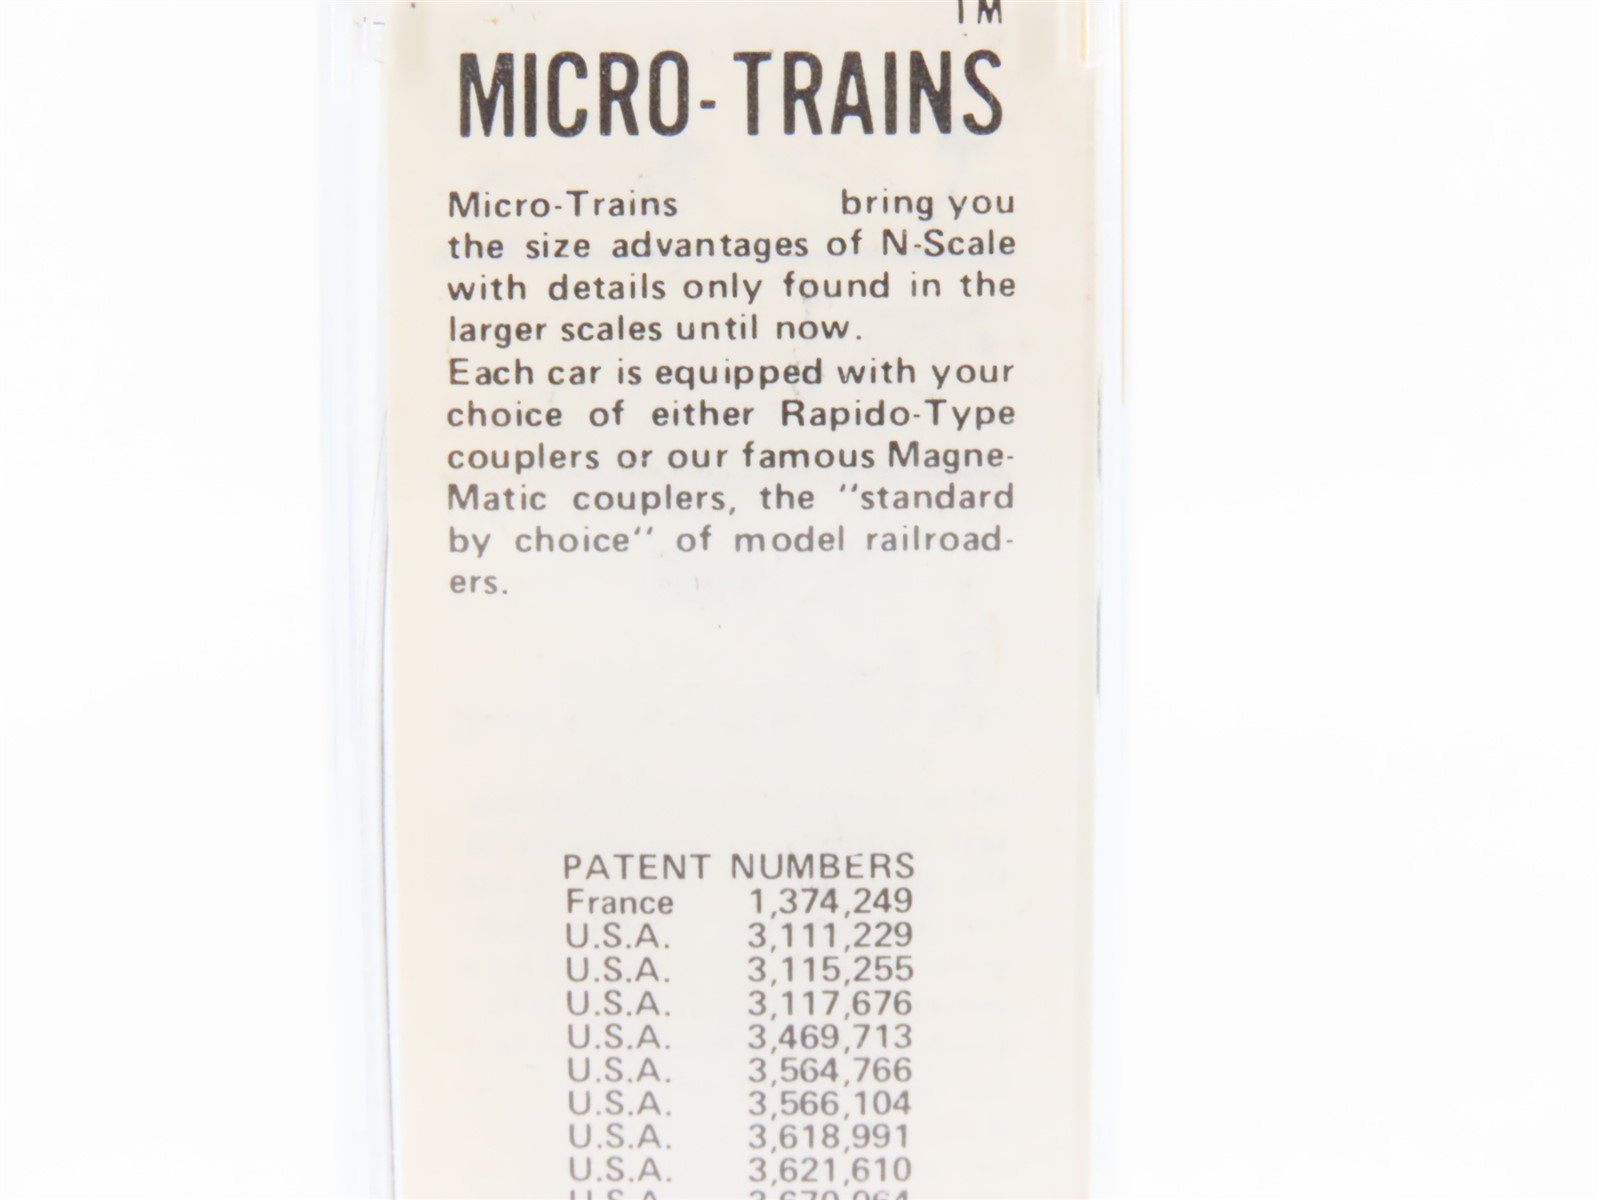 TM
MICRO-TRAINS
Micro-Trains bring you
the size advantages of N-Scale
with details only found in the
larger scales until now.
Each car is equipped with your
choice of either Rapido-Type
couplers or our famous Magne-
Matic couplers, the "standard
by choice" of model railroad-
ers.
PATENT NUMBERS
France 1,374,249
U.S.A. 3,111,229
U.S.A. 3,115,255
U.S.A. 3,117,676
U.S.A. 3,469,713
U.S.A. 3,564,766
U.S.A. 3,566,104
U.S.A. 3,618,991
U.S.A. 3,621,610
U.S.A.